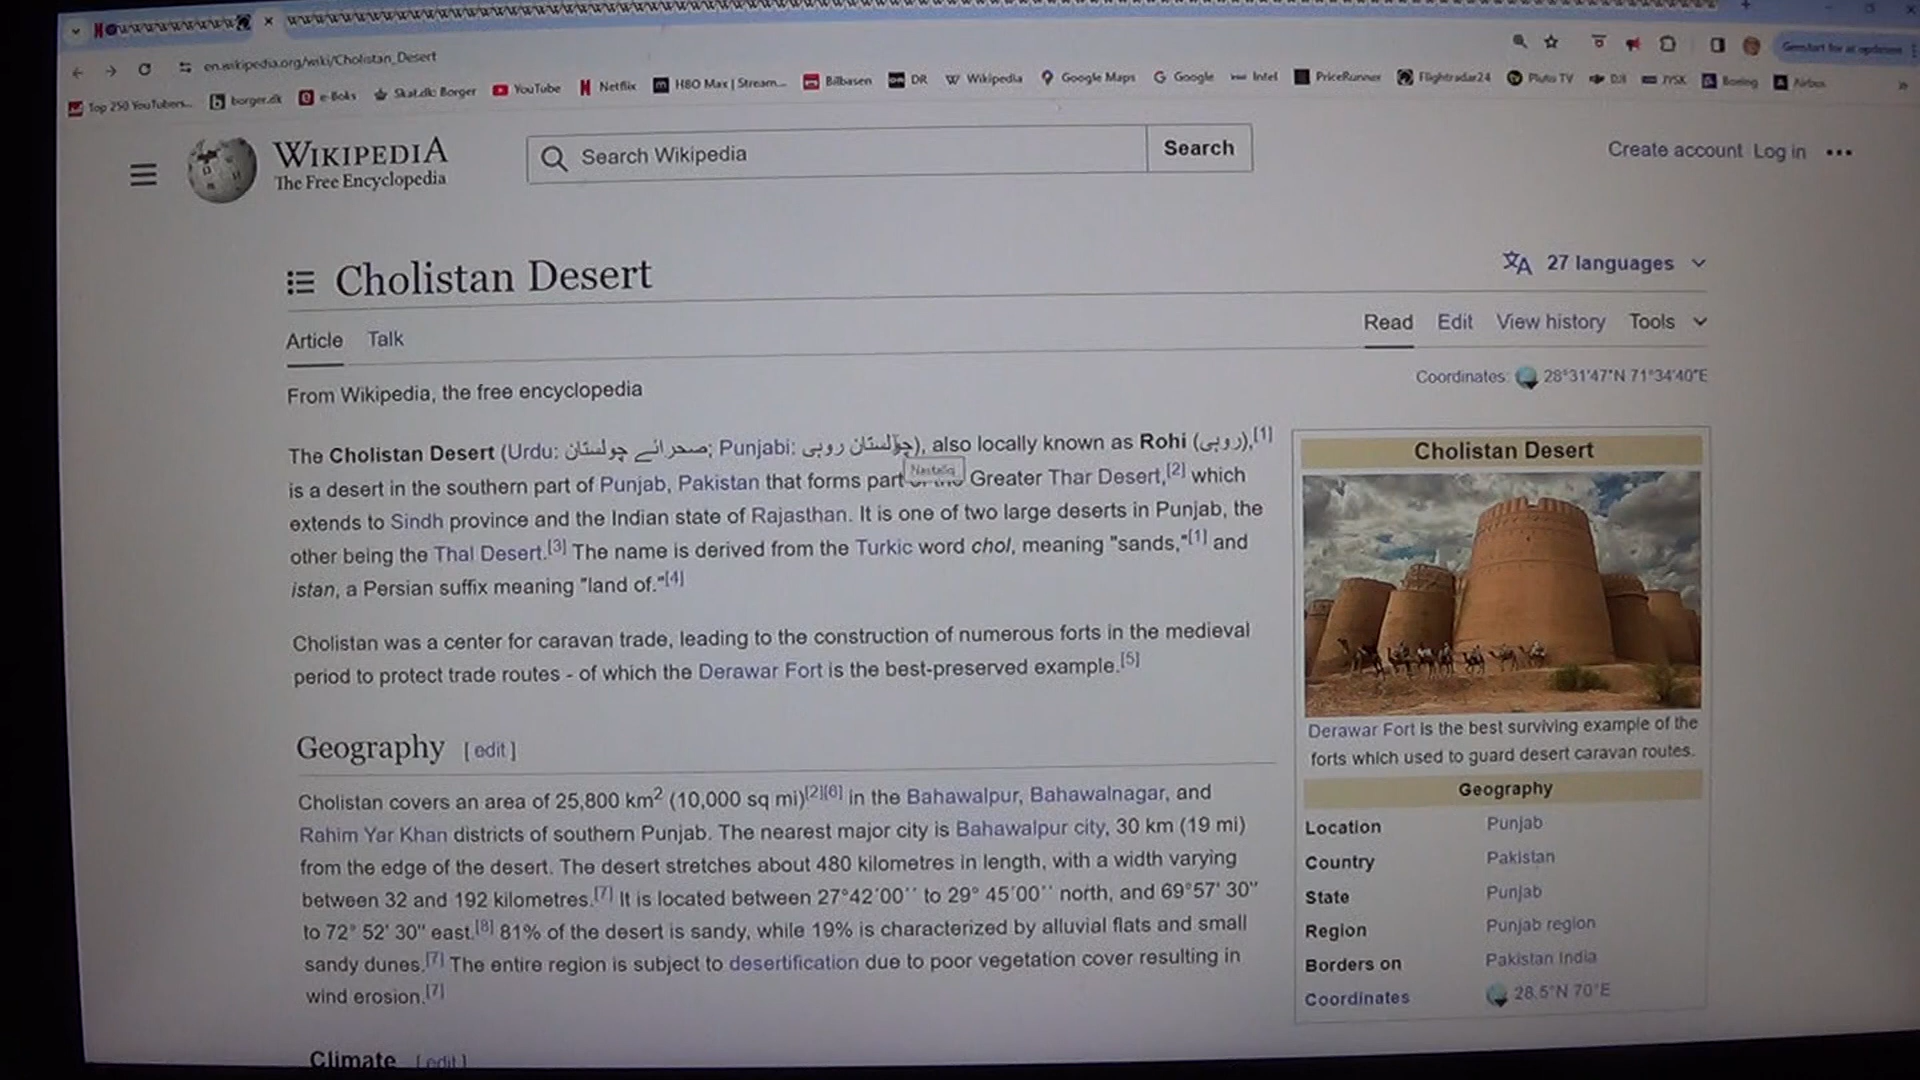 en.wikipedia.org/wiki/Cholistan_Desert
Top 250 YouTubers... borger.dk e-Boks Skat.dk: Borger YouTube Netflix HBO Max | Stream... Bilbasen DR Wikipedia Google Maps Google Intel PriceRunner Flightradar24 Pluto TV DJI JYSK Boeing Airbus
WIKIPEDIA
The Free Encyclopedia
Search Wikipedia
Search
Create account Log in
Cholistan Desert
27 languages
Article Talk
Read Edit View history Tools
Coordinates: 28°31′47″N 71°34′40″E
From Wikipedia, the free encyclopedia
The Cholistan Desert (Urdu: صحرائے چولستان; Punjabi: چولستان روہی), also locally known as Rohi (روہی),[1]
Nastaliq
is a desert in the southern part of the Greater Thar Desert,[2] which
extends to Sindh province and the Indian state of Rajasthan. It is one of two large deserts in Punjab, the
other being the Thal Desert.[3] The name is derived from the Turkic word chol, meaning "sands,"[1] and
istan, a Persian suffix meaning "land of."[4]
Cholistan was a center for caravan trade, leading to the construction of numerous forts in the medieval
period to protect trade routes - of which the Derawar Fort is the best-preserved example.[5]
Geography [ edit ]
Cholistan covers an area of 25,800 km² (10,000 sq mi)[2][6] in the Bahawalpur, Bahawalnagar, and
Rahim Yar Khan districts of southern Punjab. The nearest major city is Bahawalpur city, 30 km (19 mi)
from the edge of the desert. The desert stretches about 480 kilometres in length, with a width varying
between 32 and 192 kilometres.[7] It is located between 27°42′00′′ to 29° 45′00′′ north, and 69°57' 30"
to 72° 52' 30" east.[8] 81% of the desert is sandy, while 19% is characterized by alluvial flats and small
sandy dunes.[7] The entire region is subject to desertification due to poor vegetation cover resulting in
wind erosion.[7]
Climate [ edit ]
Cholistan Desert
Derawar Fort is the best surviving example of the
forts which used to guard desert caravan routes.
Geography
Location Punjab
Country Pakistan
State Punjab
Region Punjab region
Borders on Pakistan India
Coordinates 28.5°N 70°E